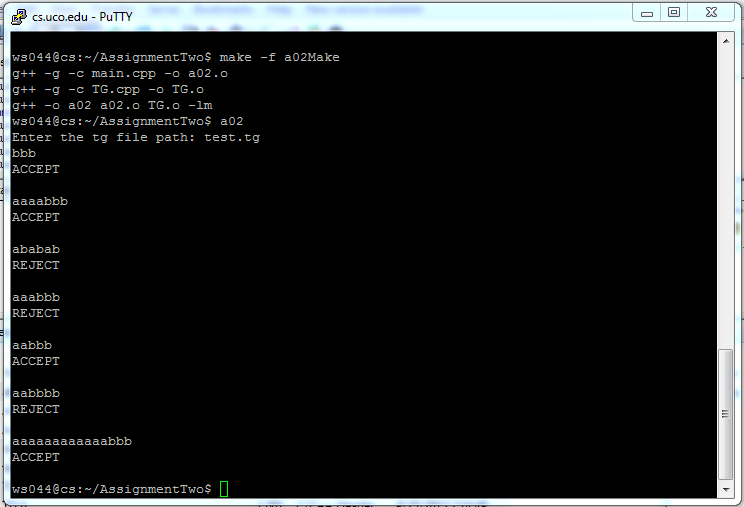 cs.uco.edu - PuTTY
ws044@cs:~/AssignmentTwo$ make -f a02Make
g++ -g -c main.cpp -o a02.o
g++ -g -c TG.cpp -o TG.o
g++ -o a02 a02.o TG.o -lm
ws044@cs:~/AssignmentTwo$ a02
Enter the tg file path: test.tg
bbb
ACCEPT
aaaabbb
ACCEPT
ababab
REJECT
aaabbb
REJECT
aabbb
ACCEPT
aabbbb
REJECT
aaaaaaaaaaaabbb
ACCEPT
ws044@cs:~/AssignmentTwo$